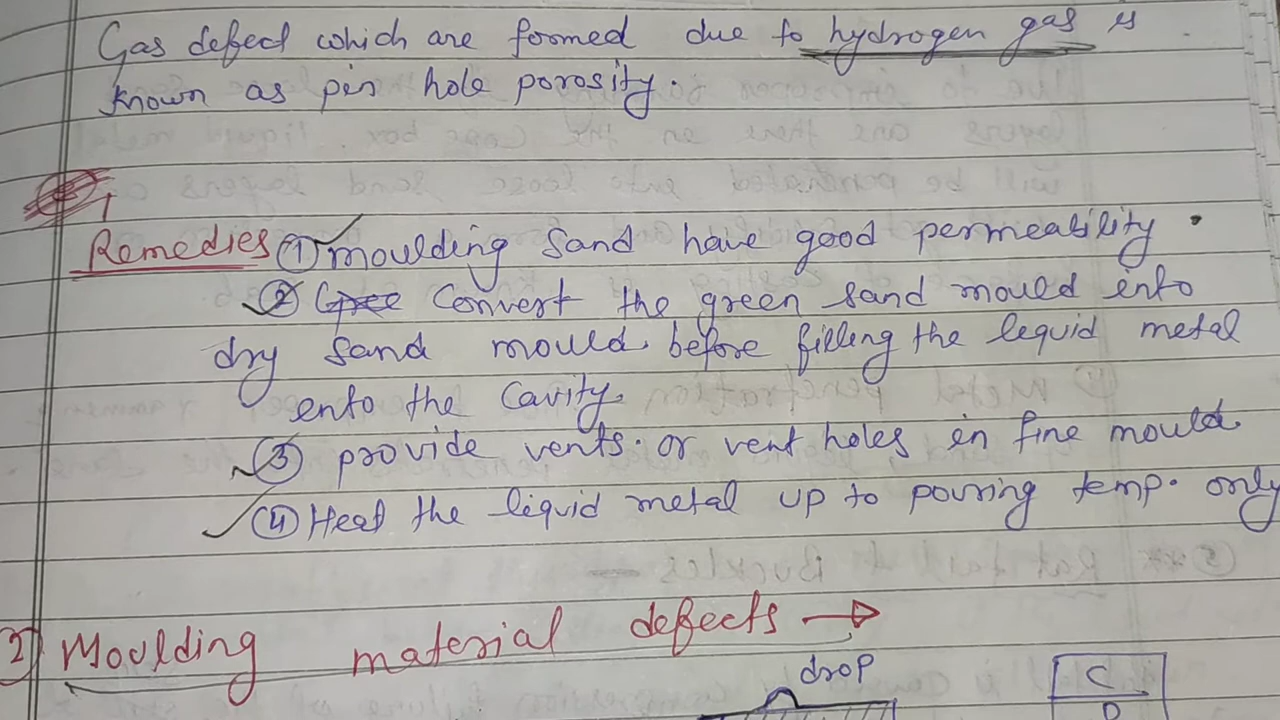 Gas defect which are formed due to hydrogen gas is
known as pin hole porosity.
Remedies ① moulding sand have good permeability.
② Convert the green sand mould into
dry sand mould before filling the liquid metal
into the cavity.
③ provide vents or vent holes in fine mould.
④ Heat the liquid metal up to pouring temp. only
2) Moulding material defects →
drop
C